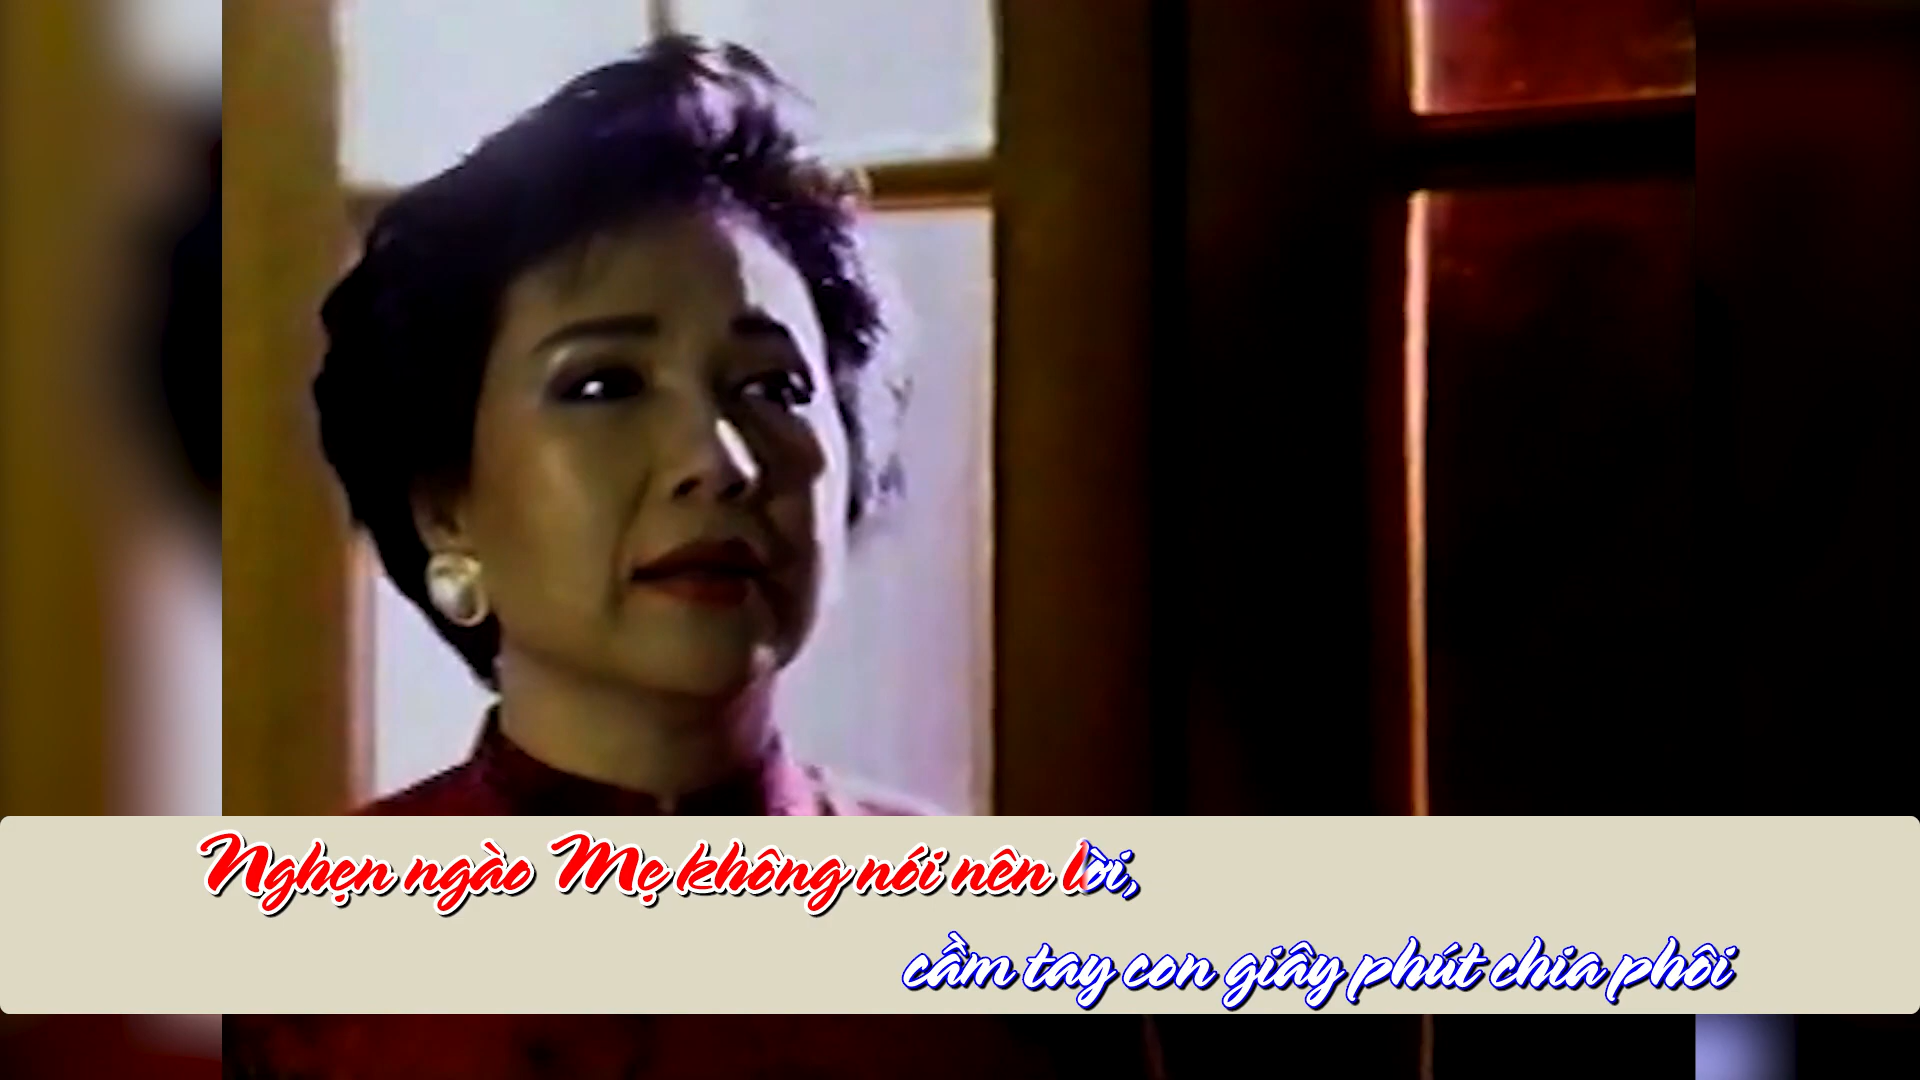 Nghẹn ngào Mẹ không nói nên lời,
cầm tay con giây phút chia phôi